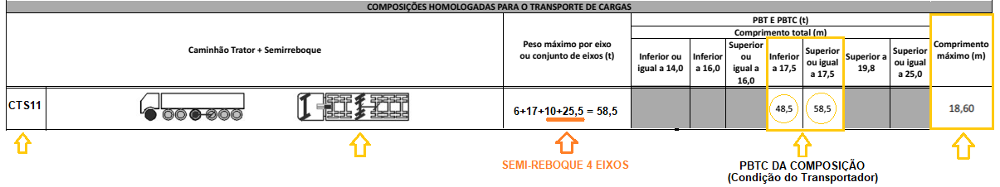 COMPOSIÇÕES HOMOLOGADAS PARA O TRANSPORTE DE CARGAS
Caminhão Trator + Semirreboque
Peso máximo por eixo
ou conjunto de eixos (t)
PBT E PBTC (t)
Comprimento total (m)
Inferior ou
igual a 14,0
Inferior
a 16,0
Superior
ou
igual a
16,0
Inferior
a 17,5
Superior
ou igual
a 17,5
Superior a
19,8
Superior
ou igual
a 25,0
Comprimento
máximo (m)
CTS11
6+17+10+25,5 = 58,5
48,5
58,5
18,60
SEMI-REBOQUE 4 EIXOS
PBTC DA COMPOSIÇÃO
(Condição do Transportador)